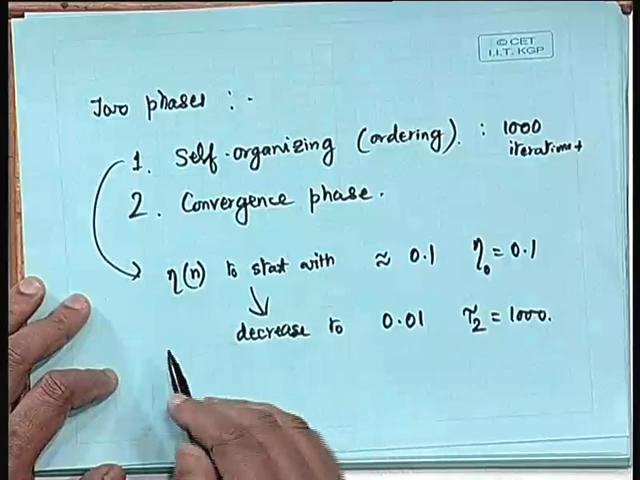 © CET
I.I.T. KGP
Two phases :-
1. Self-organizing (ordering). : 1000 iterations
2. Convergence phase.
η(n) to start with ≈ 0.1 η₀ = 0.1
decrease to 0.01 τ₂ = 1000.